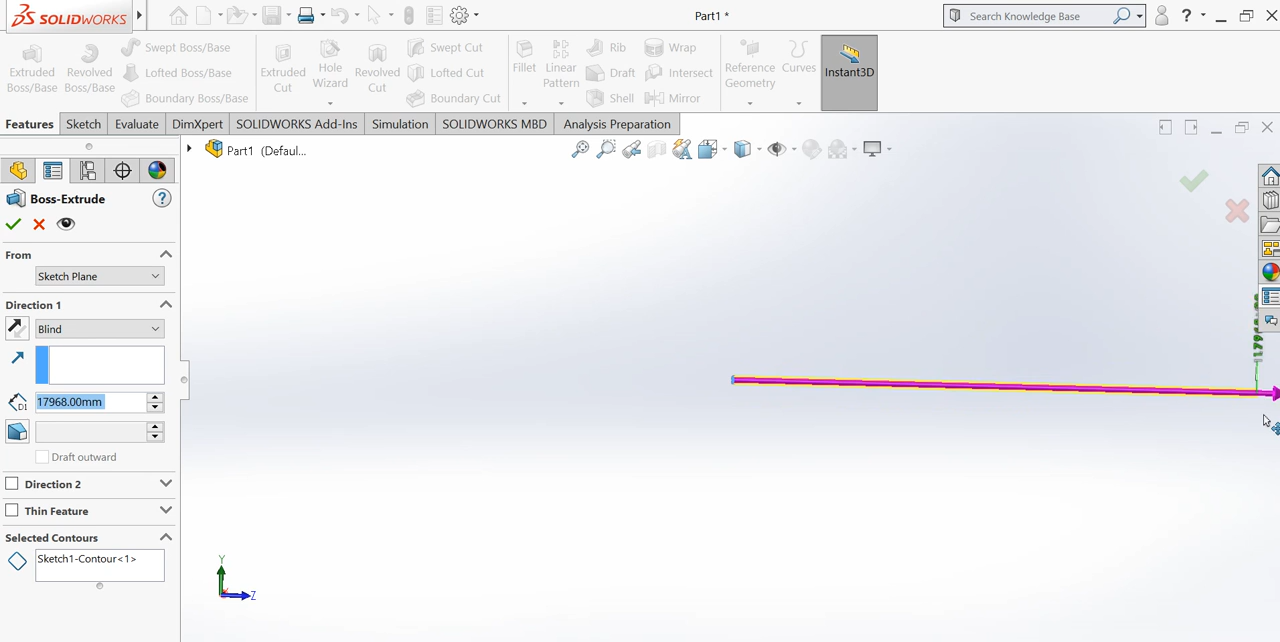 SOLIDWORKS
Part1 *
Search Knowledge Base
?
Extruded Boss/Base
Revolved Boss/Base
Swept Boss/Base
Lofted Boss/Base
Boundary Boss/Base
Extruded Cut
Hole Wizard
Revolved Cut
Swept Cut
Lofted Cut
Boundary Cut
Fillet
Linear Pattern
Rib
Draft
Shell
Wrap
Intersect
Mirror
Reference Geometry
Curves
Instant3D
Features Sketch Evaluate DimXpert SOLIDWORKS Add-Ins Simulation SOLIDWORKS MBD Analysis Preparation
Part1 (Defaul...
Boss-Extrude
?
From
Sketch Plane
Direction 1
Blind
D1
17968.00mm
Draft outward
Direction 2
Thin Feature
Selected Contours
Sketch1-Contour<1>
Y
Z